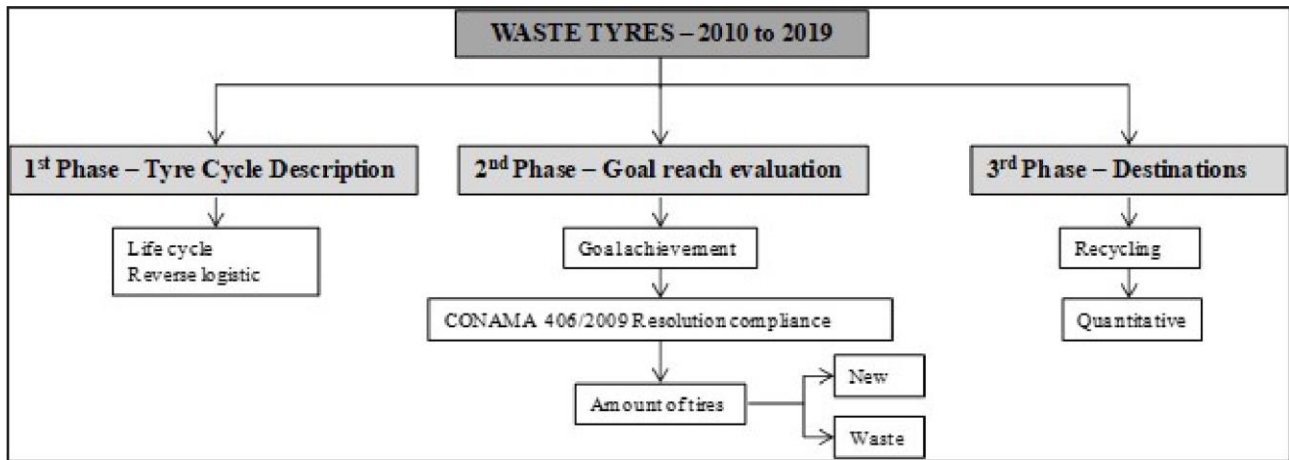 WASTE TYRES – 2010 to 2019
1st Phase – Tyre Cycle Description
2nd Phase – Goal reach evaluation
3rd Phase – Destinations
Life cycle
Reverse logistic
Goal achievement
Recycling
CONAMA 406/2009 Resolution compliance
Quantitative
Amount of tires
New
Waste